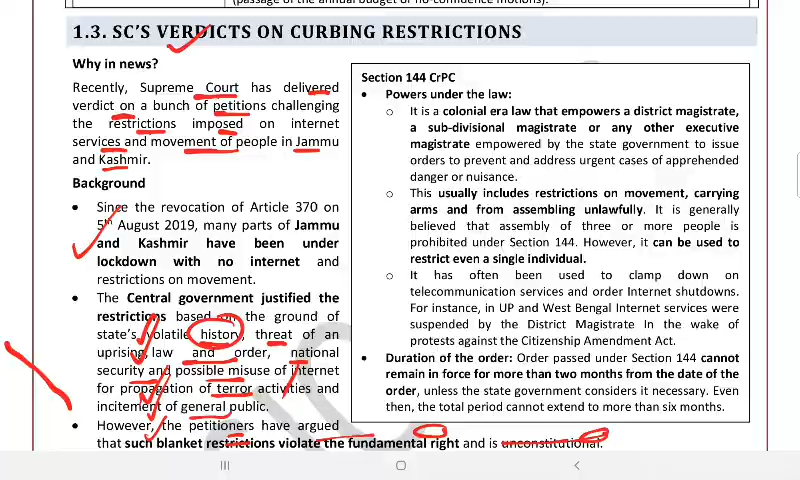 (passage of the annual budget or no-confidence motions).
1.3. SC'S VERDICTS ON CURBING RESTRICTIONS
Why in news?
Recently, Supreme Court has delivered
verdict on a bunch of petitions challenging
the restrictions imposed on internet
services and movement of people in Jammu
and Kashmir.
Background
• Since the revocation of Article 370 on
5th August 2019, many parts of Jammu
and Kashmir have been under
lockdown with no internet and
restrictions on movement.
• The Central government justified the
restrictions based on the ground of
state's volatile history, threat of an
uprising, law and order, national
security and possible misuse of internet
for propagation of terror activities and
incitement of general public.
• However, the petitioners have argued
that such blanket restrictions violate the fundamental right and is unconstitutional.
Section 144 CrPC
• Powers under the law:
o It is a colonial era law that empowers a district magistrate,
a sub-divisional magistrate or any other executive
magistrate empowered by the state government to issue
orders to prevent and address urgent cases of apprehended
danger or nuisance.
o This usually includes restrictions on movement, carrying
arms and from assembling unlawfully. It is generally
believed that assembly of three or more people is
prohibited under Section 144. However, it can be used to
restrict even a single individual.
o It has often been used to clamp down on
telecommunication services and order Internet shutdowns.
For instance, in UP and West Bengal Internet services were
suspended by the District Magistrate In the wake of
protests against the Citizenship Amendment Act.
• Duration of the order: Order passed under Section 144 cannot
remain in force for more than two months from the date of
the order, unless the state government considers it necessary. Even
then, the total period cannot extend to more than six months.